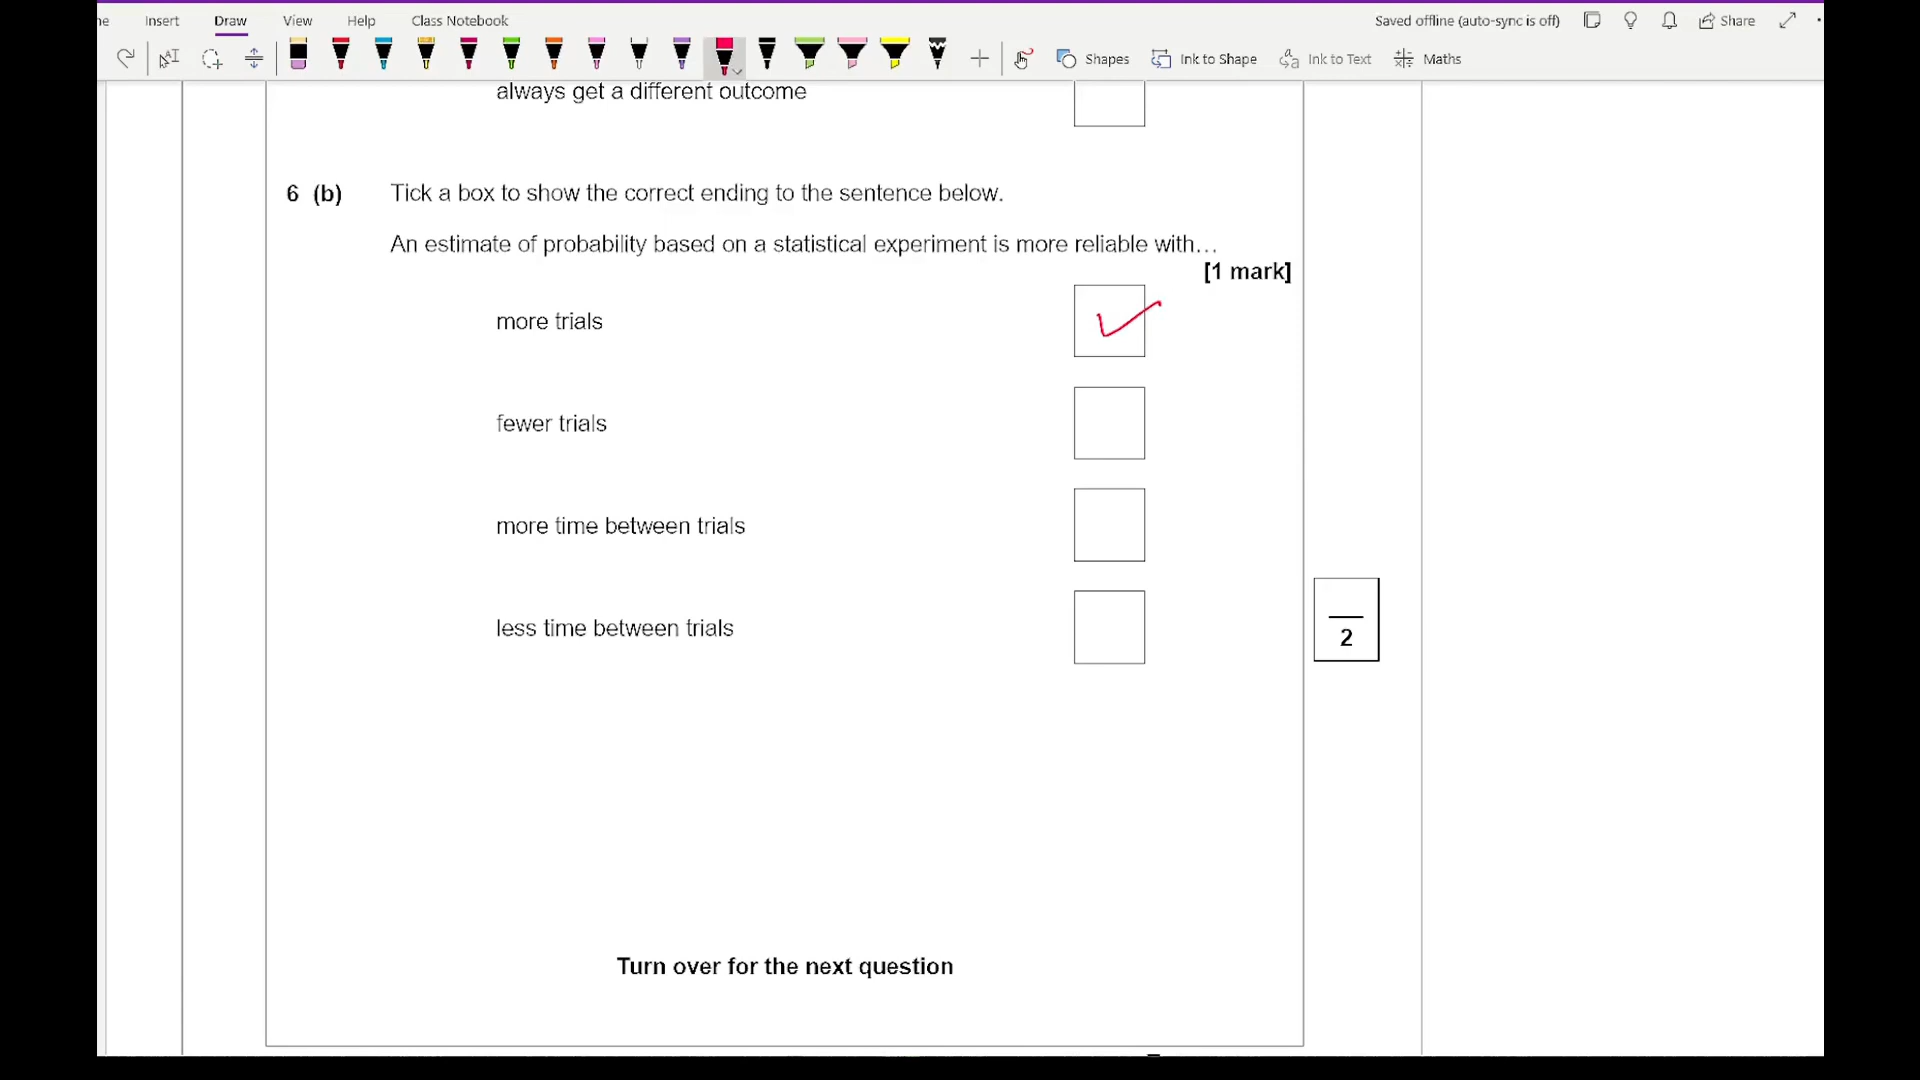 Insert Draw View Help Class Notebook Saved offline (auto-sync is off) Share
Shapes Ink to Shape Ink to Text Maths
always get a different outcome
6 (b) Tick a box to show the correct ending to the sentence below.
An estimate of probability based on a statistical experiment is more reliable with…
[1 mark]
more trials
fewer trials
more time between trials
less time between trials
2
Turn over for the next question